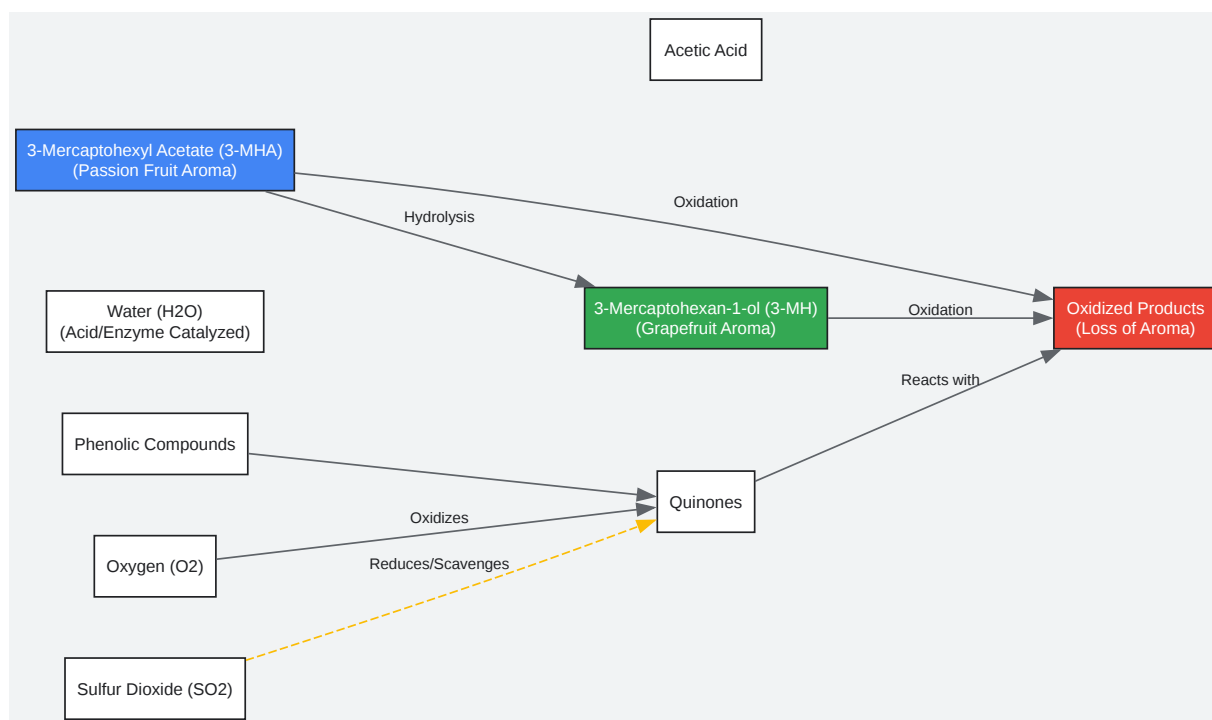 Acetic Acid
3-Mercaptohexyl Acetate (3-MHA)
(Passion Fruit Aroma)
Oxidation
Hydrolysis
Water (H2O)
(Acid/Enzyme Catalyzed)
3-Mercaptohexan-1-ol (3-MH)
(Grapefruit Aroma)
Oxidation
Oxidized Products
(Loss of Aroma)
Reacts with
Phenolic Compounds
Quinones
Oxidizes
Oxygen (O2)
Reduces/Scavenges
Sulfur Dioxide (SO2)